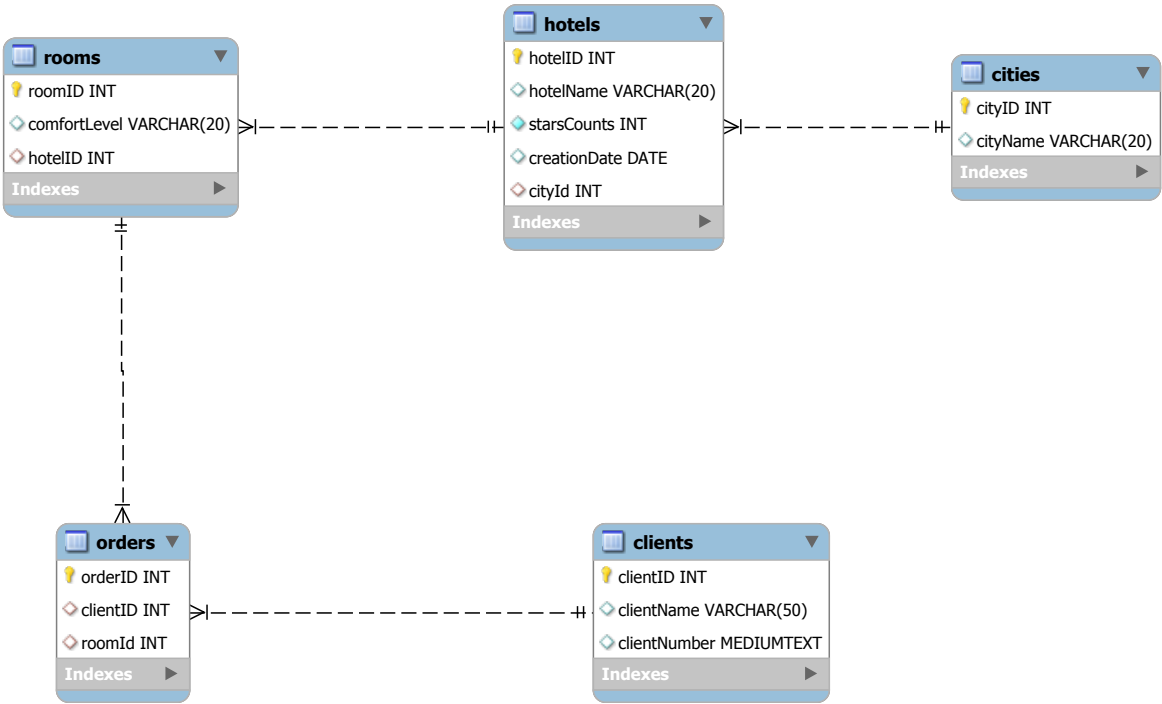 rooms
roomID INT
comfortLevel VARCHAR(20)
hotelID INT
Indexes
hotels
hotelID INT
hotelName VARCHAR(20)
starsCounts INT
creationDate DATE
cityId INT
Indexes
cities
cityID INT
cityName VARCHAR(20)
Indexes
orders
orderID INT
clientID INT
roomId INT
Indexes
clients
clientID INT
clientName VARCHAR(50)
clientNumber MEDIUMTEXT
Indexes